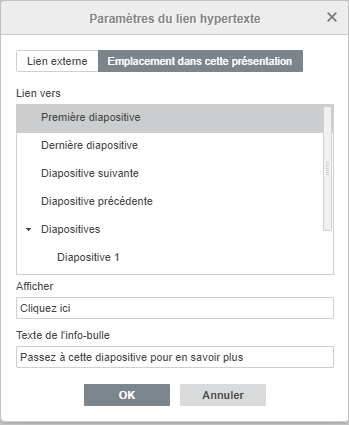 Paramètres du lien hypertexte
Lien externe Emplacement dans cette présentation
Lien vers
Première diapositive
Dernière diapositive
Diapositive suivante
Diapositive précédente
Diapositives
Diapositive 1
Afficher
Cliquez ici
Texte de l'info-bulle
Passez à cette diapositive pour en savoir plus
OK Annuler